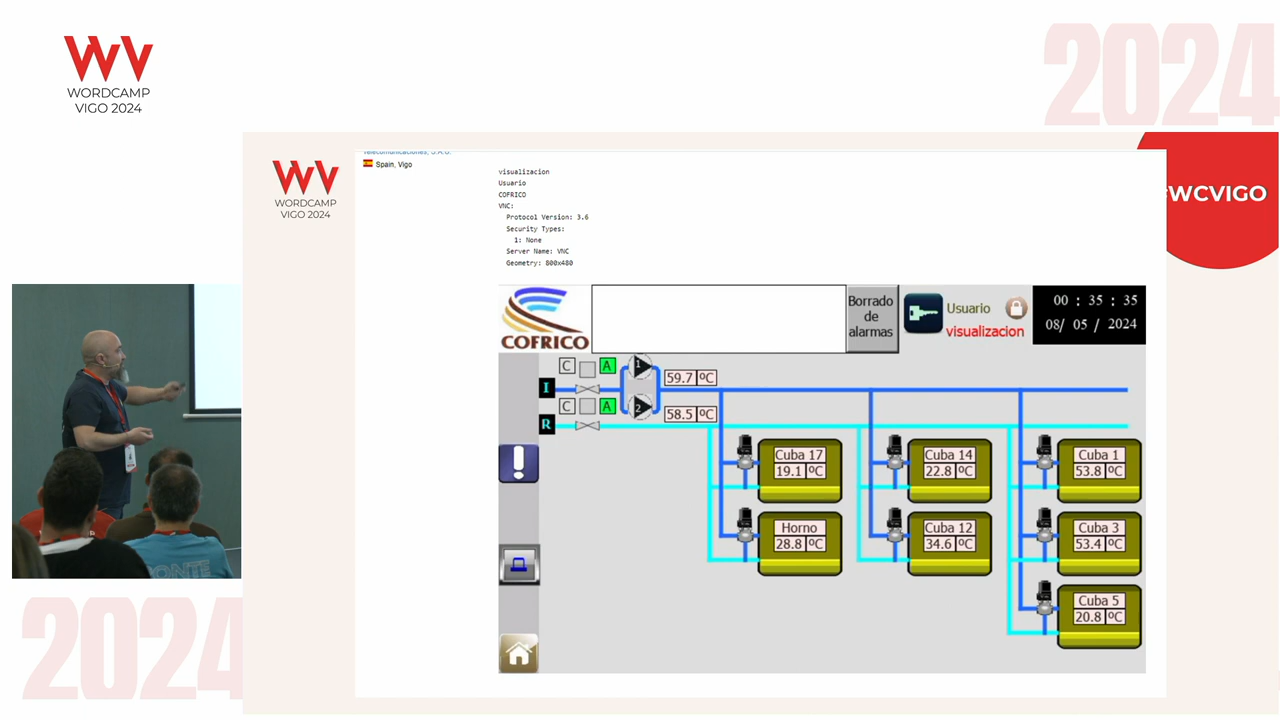 WORDCAMP
VIGO 2024
2024
WORDCAMP
VIGO 2024
WCVIGO
Telecomunicaciones, S.A.U.
Spain, Vigo
visualizacion
Usuario
COFRICO
VNC:
Protocol Version: 3.6
Security Types:
1: None
Server Name: VNC
Geometry: 800x480
COFRICO
Borrado
de
alarmas
Usuario
visualizacion
00 : 35 : 35
08/ 05 / 2024
C A 1
59.7 ºC
I
C A 2
58.5 ºC
R
Cuba 17
19.1 ºC
Cuba 14
22.8 ºC
Cuba 1
53.8 ºC
Horno
28.8 ºC
Cuba 12
34.6 ºC
Cuba 3
53.4 ºC
Cuba 5
20.8 ºC
PONTE
2024